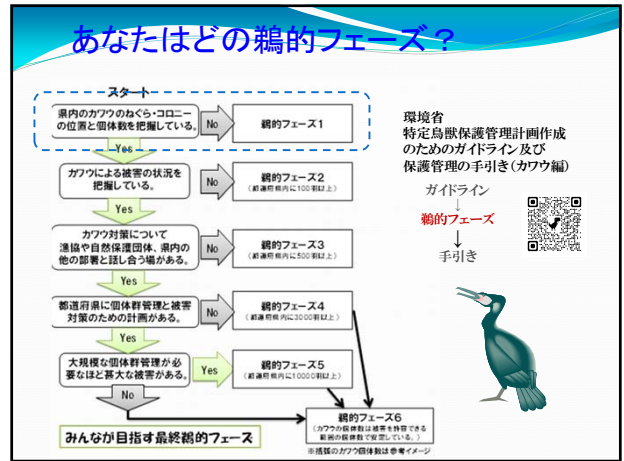 あなたはどの鵜的フェーズ？
スタート
県内のカワウのねぐら・コロニー
の位置と個体数を把握している。
No
鵜的フェーズ1
Yes
カワウによる被害の状況を
把握している。
No
鵜的フェーズ2
(都道府県内に100羽以上)
Yes
カワウ対策について
漁協や自然保護団体、県内の
他の部署と話し合う場がある。
No
鵜的フェーズ3
(都道府県内に500羽以上)
Yes
都道府県に個体群管理と被害
対策のための計画がある。
No
鵜的フェーズ4
(都道府県内に3000羽以上)
Yes
大規模な個体群管理が必
要なほど甚大な被害がある。
Yes
鵜的フェーズ5
(都道府県内に10000羽以上)
No
鵜的フェーズ6
(カワウの個体数は被害を許容できる
範囲の個体数で安定している。)
みんなが目指す最終鵜的フェーズ
※括弧のカワウ個体数は参考イメージ
環境省
特定鳥獣保護管理計画作成
のためのガイドライン及び
保護管理の手引き(カワウ編)
ガイドライン
↓
鵜的フェーズ
↓
手引き